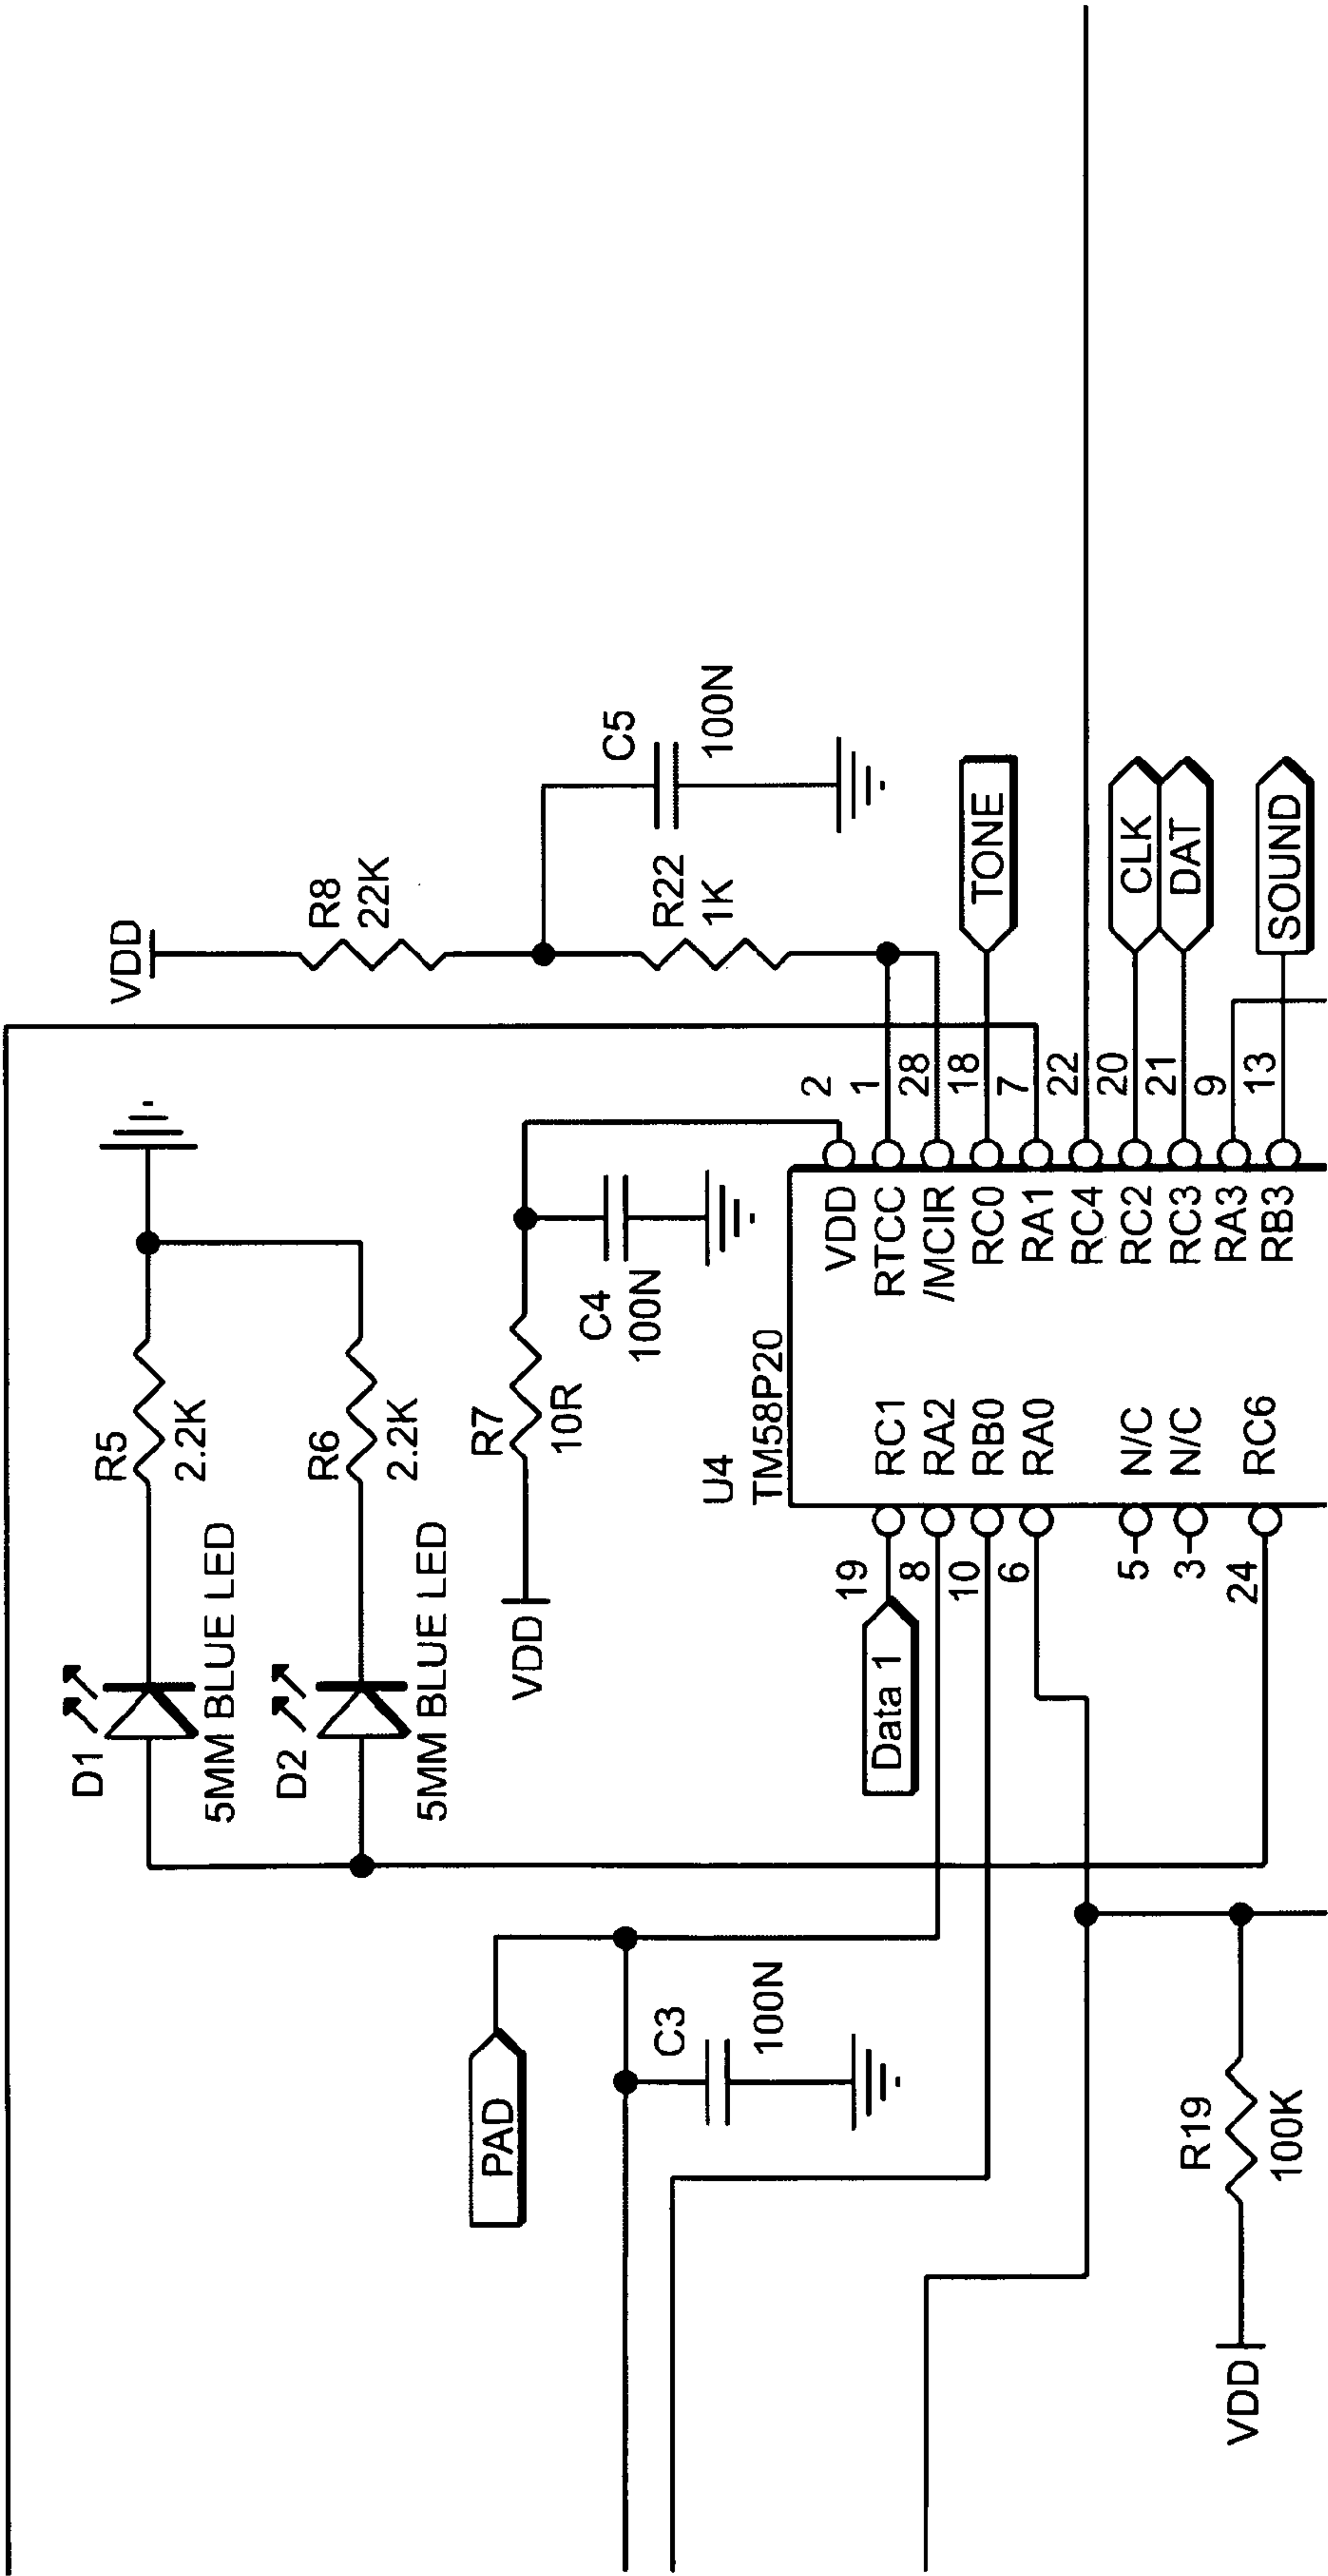 D1
5MM BLUE LED
R5
2.2K
D2
5MM BLUE LED
R6
2.2K
VDD
R7
10R
C4
100N
VDD
R8
22K
C5
100N
R22
1K
PAD
C3
100N
U4
TM58P20
Data 1
19
RC1
8
RA2
10
RB0
6
RA0
5
N/C
3
N/C
24
RC6
VDD
2
RTCC
1
/MCIR
28
RC0
18
TONE
RA1
7
RC4
22
RC2
20
CLK
RC3
21
DAT
RA3
9
RB3
13
SOUND
VDD
R19
100K